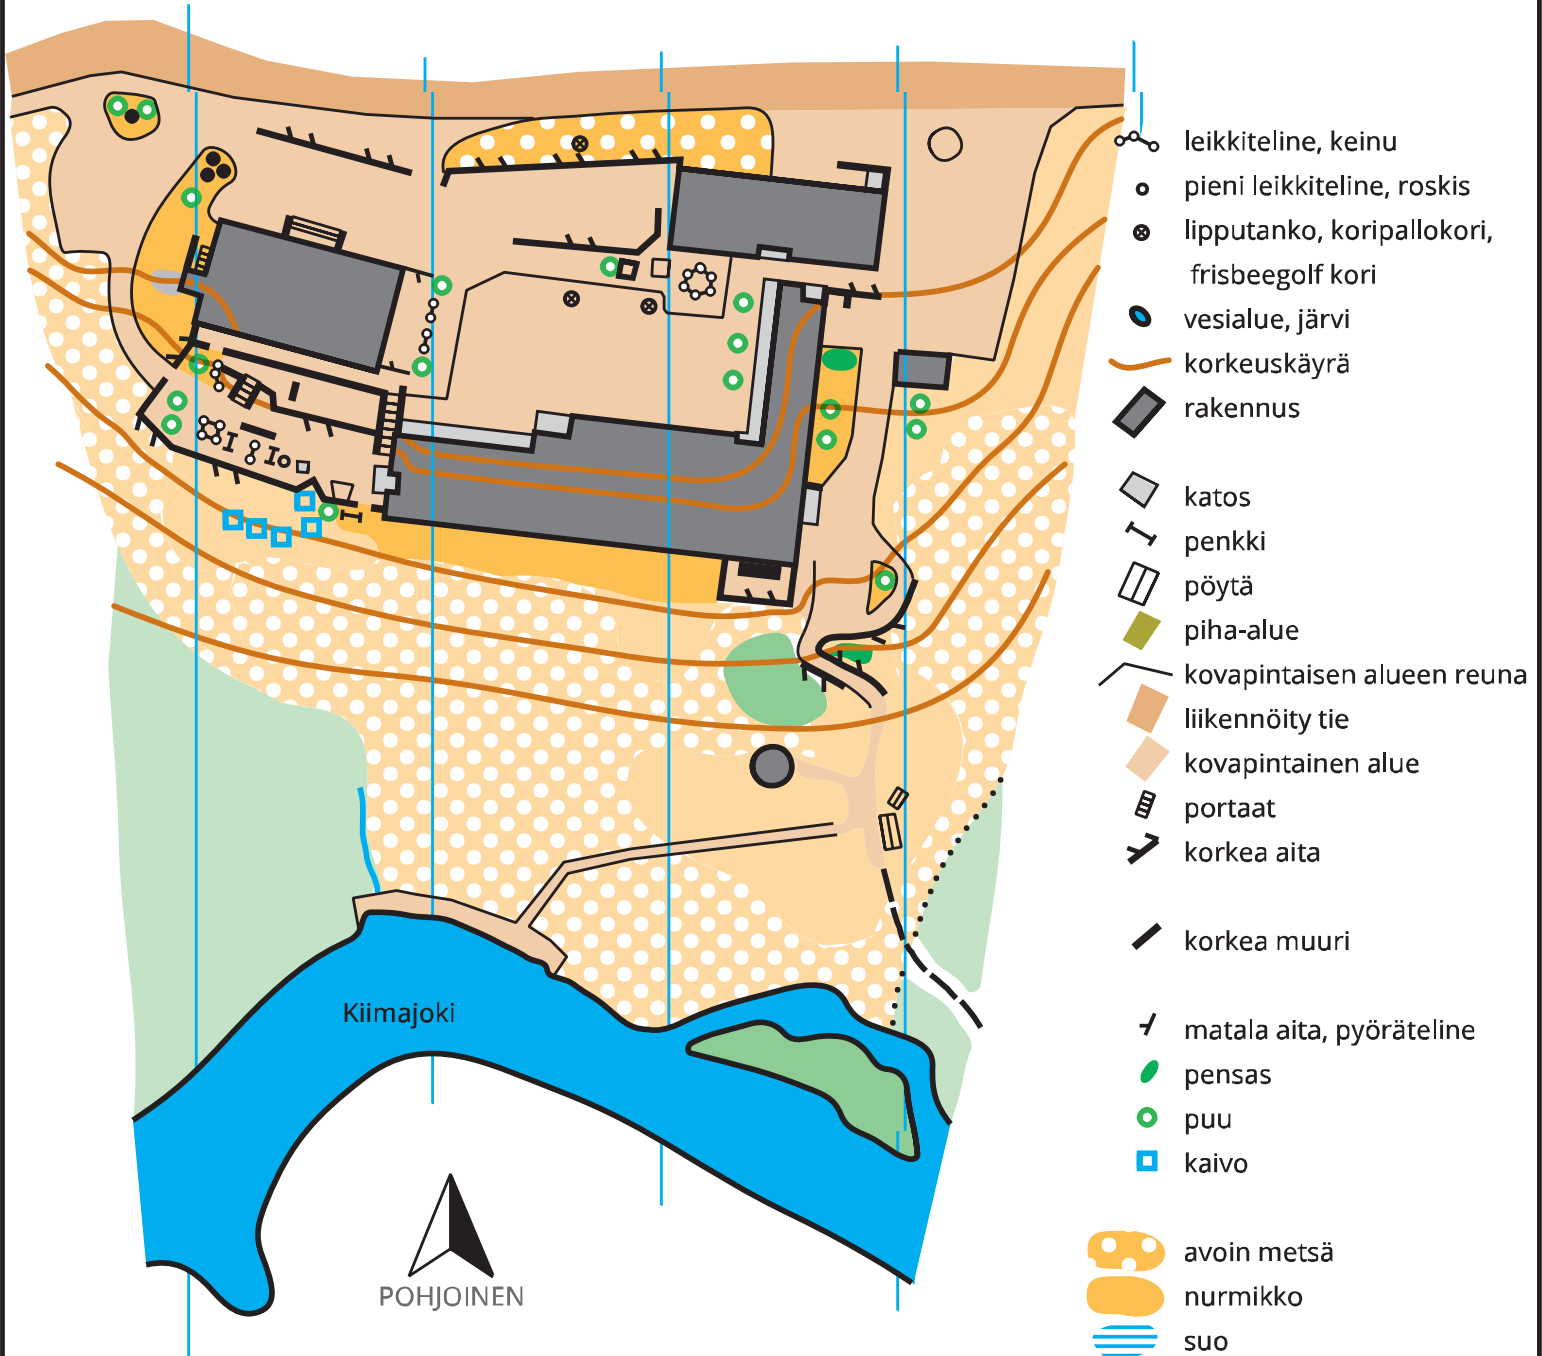 leikkiteline, keinu
pieni leikkiteline, roskis
lipputanko, koripallokori,
frisbeegolf kori
vesialue, järvi
korkeuskäyrä
rakennus
katos
penkki
pöytä
piha-alue
kovapintaisen alueen reuna
liikennöity tie
kovapintainen alue
portaat
korkea aita
korkea muuri
matala aita, pyöräteline
pensas
puu
kaivo
avoin metsä
nurmikko
suo
Kiimajoki
POHJOINEN